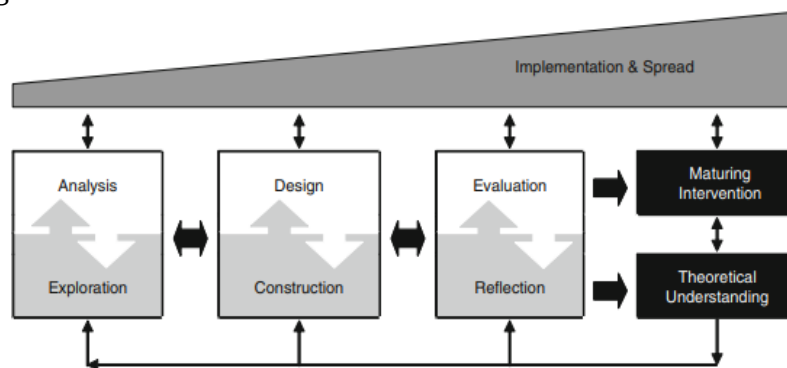 Implementation & Spread
Analysis
Exploration
Design
Construction
Evaluation
Reflection
Maturing
Intervention
Theoretical
Understanding